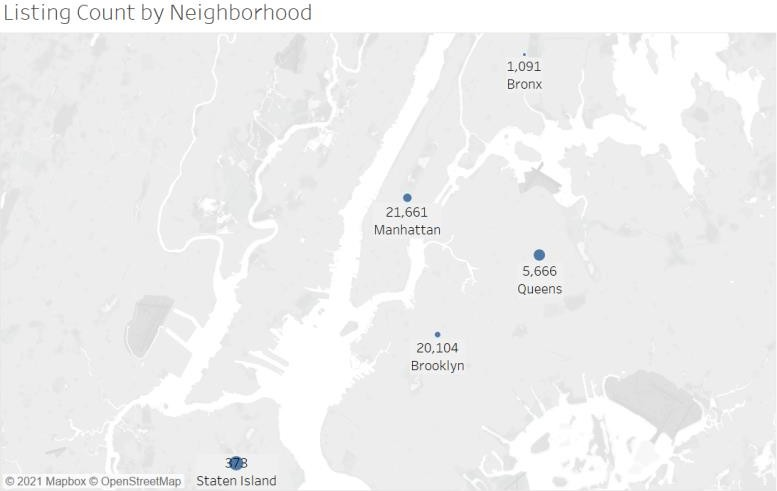 Listing Count by Neighborhood
1,091
Bronx
21,661
Manhattan
5,666
Queens
20,104
Brooklyn
373
Staten Island
© 2021 Mapbox © OpenStreetMap